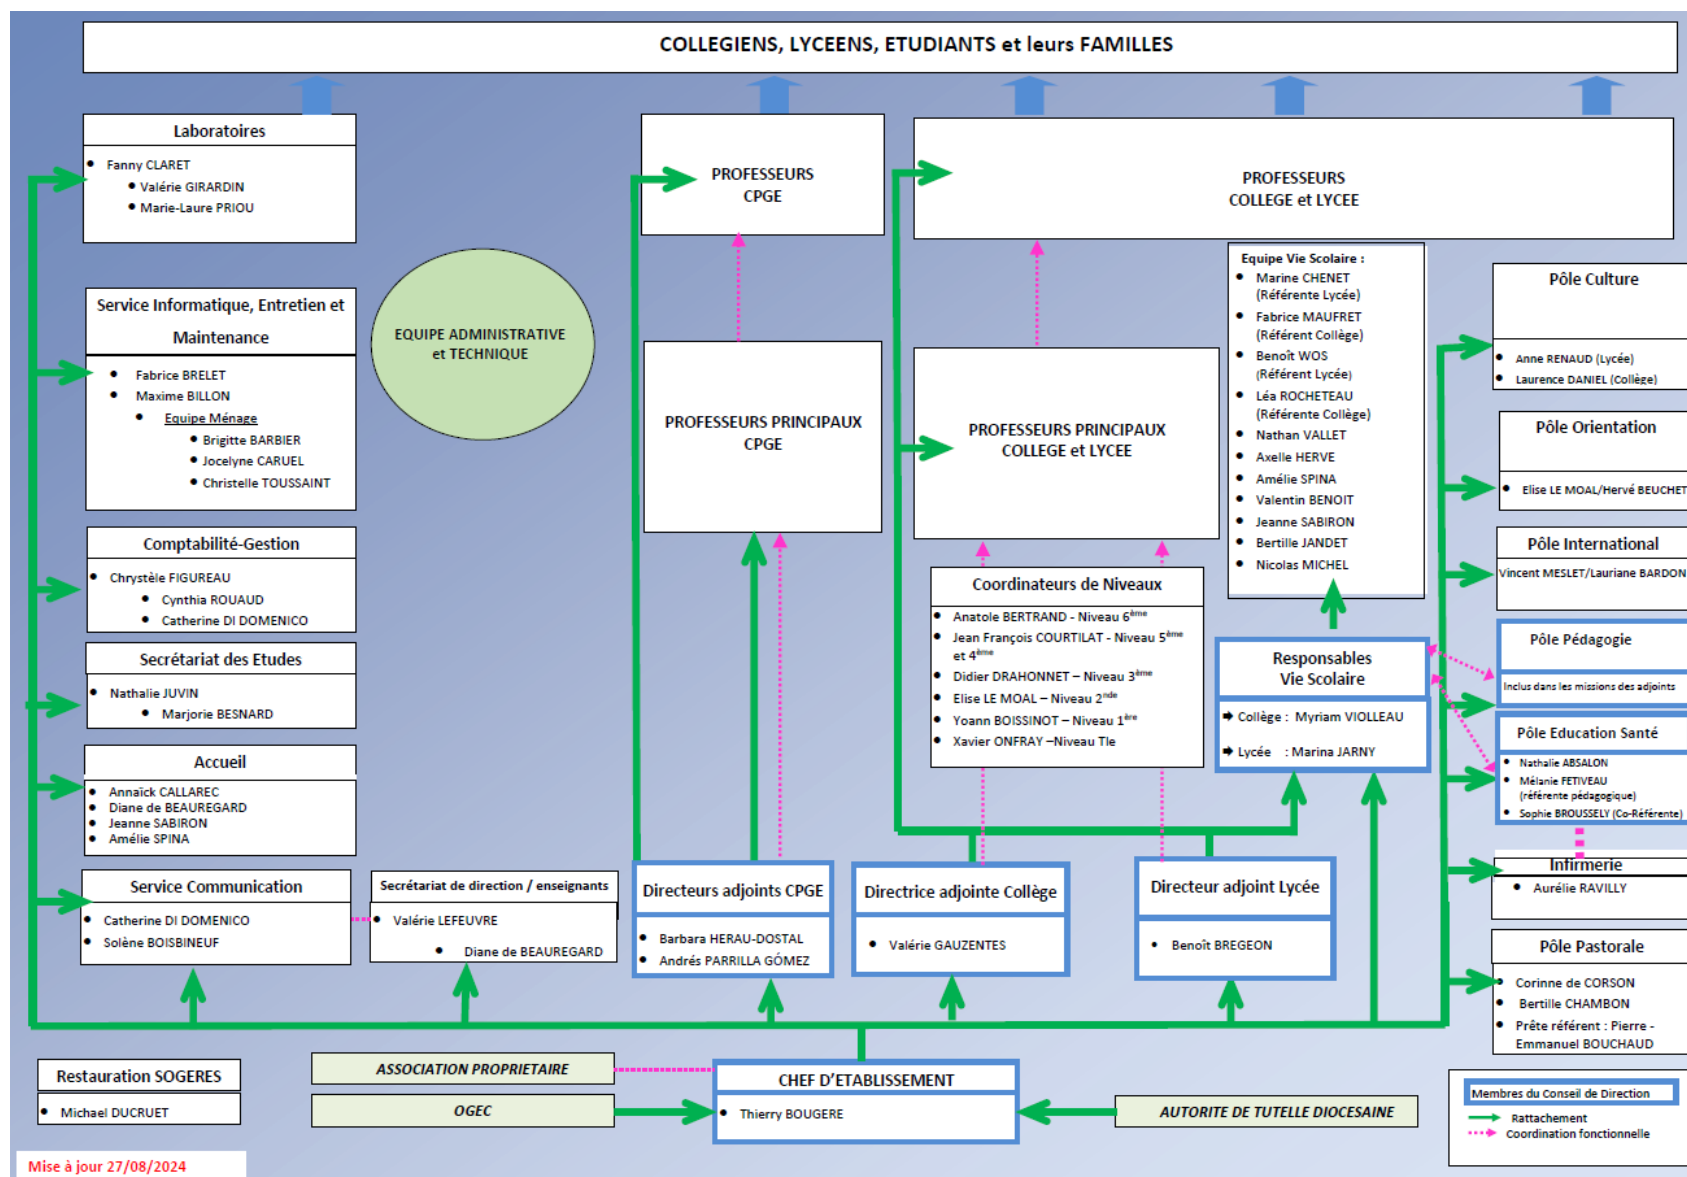 COLLEGIENS, LYCEENS, ETUDIANTS et leurs FAMILLES
Laboratoires
Fanny CLARET
Valérie GIRARDIN
Marie-Laure PRIOU
Service Informatique, Entretien et
Maintenance
Fabrice BRELET
Maxime BILLON
Equipe Ménage
Brigitte BARBIER
Jocelyne CARUEL
Christelle TOUSSAINT
Comptabilité-Gestion
Chrystèle FIGUREAU
Cynthia ROUAUD
Catherine DI DOMENICO
Secrétariat des Etudes
Nathalie JUVIN
Marjorie BESNARD
Accueil
Annaïck CALLAREC
Diane de BEAUREGARD
Jeanne SABIRON
Amélie SPINA
Service Communication
Catherine DI DOMENICO
Solène BOISBINEUF
EQUIPE ADMINISTRATIVE
et TECHNIQUE
Secrétariat de direction / enseignants
Valérie LEFEUVRE
Diane de BEAUREGARD
PROFESSEURS
CPGE
PROFESSEURS PRINCIPAUX
CPGE
Directeurs adjoints CPGE
Barbara HERAU-DOSTAL
Andrés PARRILLA GÓMEZ
PROFESSEURS
COLLEGE et LYCEE
PROFESSEURS PRINCIPAUX
COLLEGE et LYCEE
Coordinateurs de Niveaux
Anatole BERTRAND - Niveau 6ème
Jean François COURTILAT - Niveau 5ème
et 4ème
Didier DRAHONNET – Niveau 3ème
Elise LE MOAL – Niveau 2nde
Yoann BOISSINOT – Niveau 1ère
Xavier ONFRAY –Niveau Tle
Directrice adjointe Collège
Valérie GAUZENTES
Directeur adjoint Lycée
Benoît BREGEON
Equipe Vie Scolaire :
Marine CHENET
(Référente Lycée)
Fabrice MAUFRET
(Référent Collège)
Benoît WOS
(Référent Lycée)
Léa ROCHETEAU
(Référente Collège)
Nathan VALLET
Axelle HERVE
Amélie SPINA
Valentin BENOIT
Jeanne SABIRON
Bertille JANDET
Nicolas MICHEL
Responsables
Vie Scolaire
Collège : Myriam VIOLLEAU
Lycée : Marina JARNY
Pôle Culture
Anne RENAUD (Lycée)
Laurence DANIEL (Collège)
Pôle Orientation
Elise LE MOAL/Hervé BEUCHET
Pôle International
Vincent MESLET/Lauriane BARDON
Pôle Pédagogie
Inclus dans les missions des adjoints
Pôle Education Santé
Nathalie ABSALON
Mélanie FETIVEAU
(référente pédagogique)
Sophie BROUSSELY (Co-Référente)
Infirmerie
Aurélie RAVILLY
Pôle Pastorale
Corinne de CORSON
Bertille CHAMBON
Prête référent : Pierre -
Emmanuel BOUCHAUD
Restauration SOGERES
Michael DUCRUET
ASSOCIATION PROPRIETAIRE
OGEC
CHEF D'ETABLISSEMENT
Thierry BOUGERE
AUTORITE DE TUTELLE DIOCESAINE
Membres du Conseil de Direction
Rattachement
Coordination fonctionnelle
Mise à jour 27/08/2024